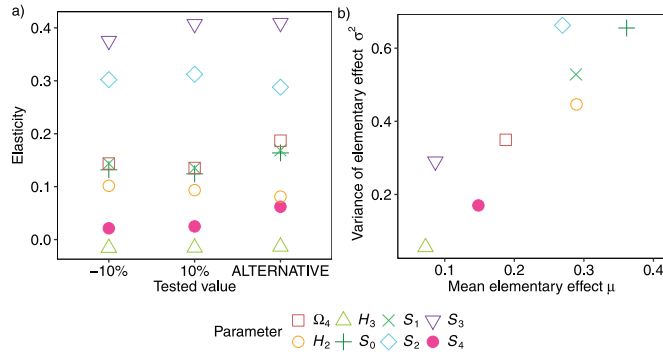 a)
Elasticity
0.4
0.3
0.2
0.1
0.0
−10% 10% ALTERNATIVE
Tested value
b)
Variance of elementary effect σ²
0.6
0.4
0.2
0.1 0.2 0.3 0.4
Mean elementary effect μ
Parameter
Ω₄ H₃ S₁ S₃
H₂ S₀ S₂ S₄